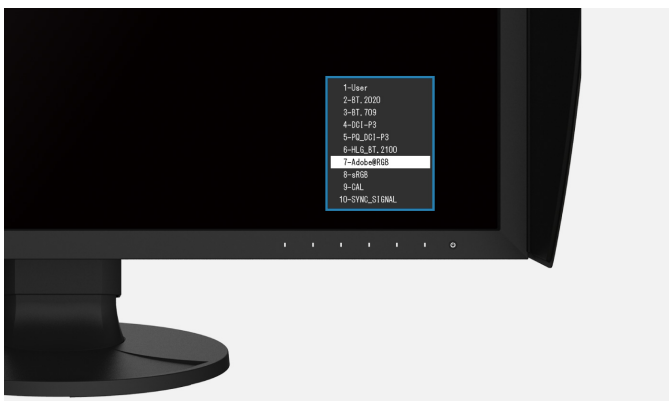 1-User
2-BT.2020
3-BT.709
4-DCI-P3
5-PQ_DCI-P3
6-HLG_BT.2100
7-Adobe®RGB
8-sRGB
9-CAL
10-SYNC_SIGNAL